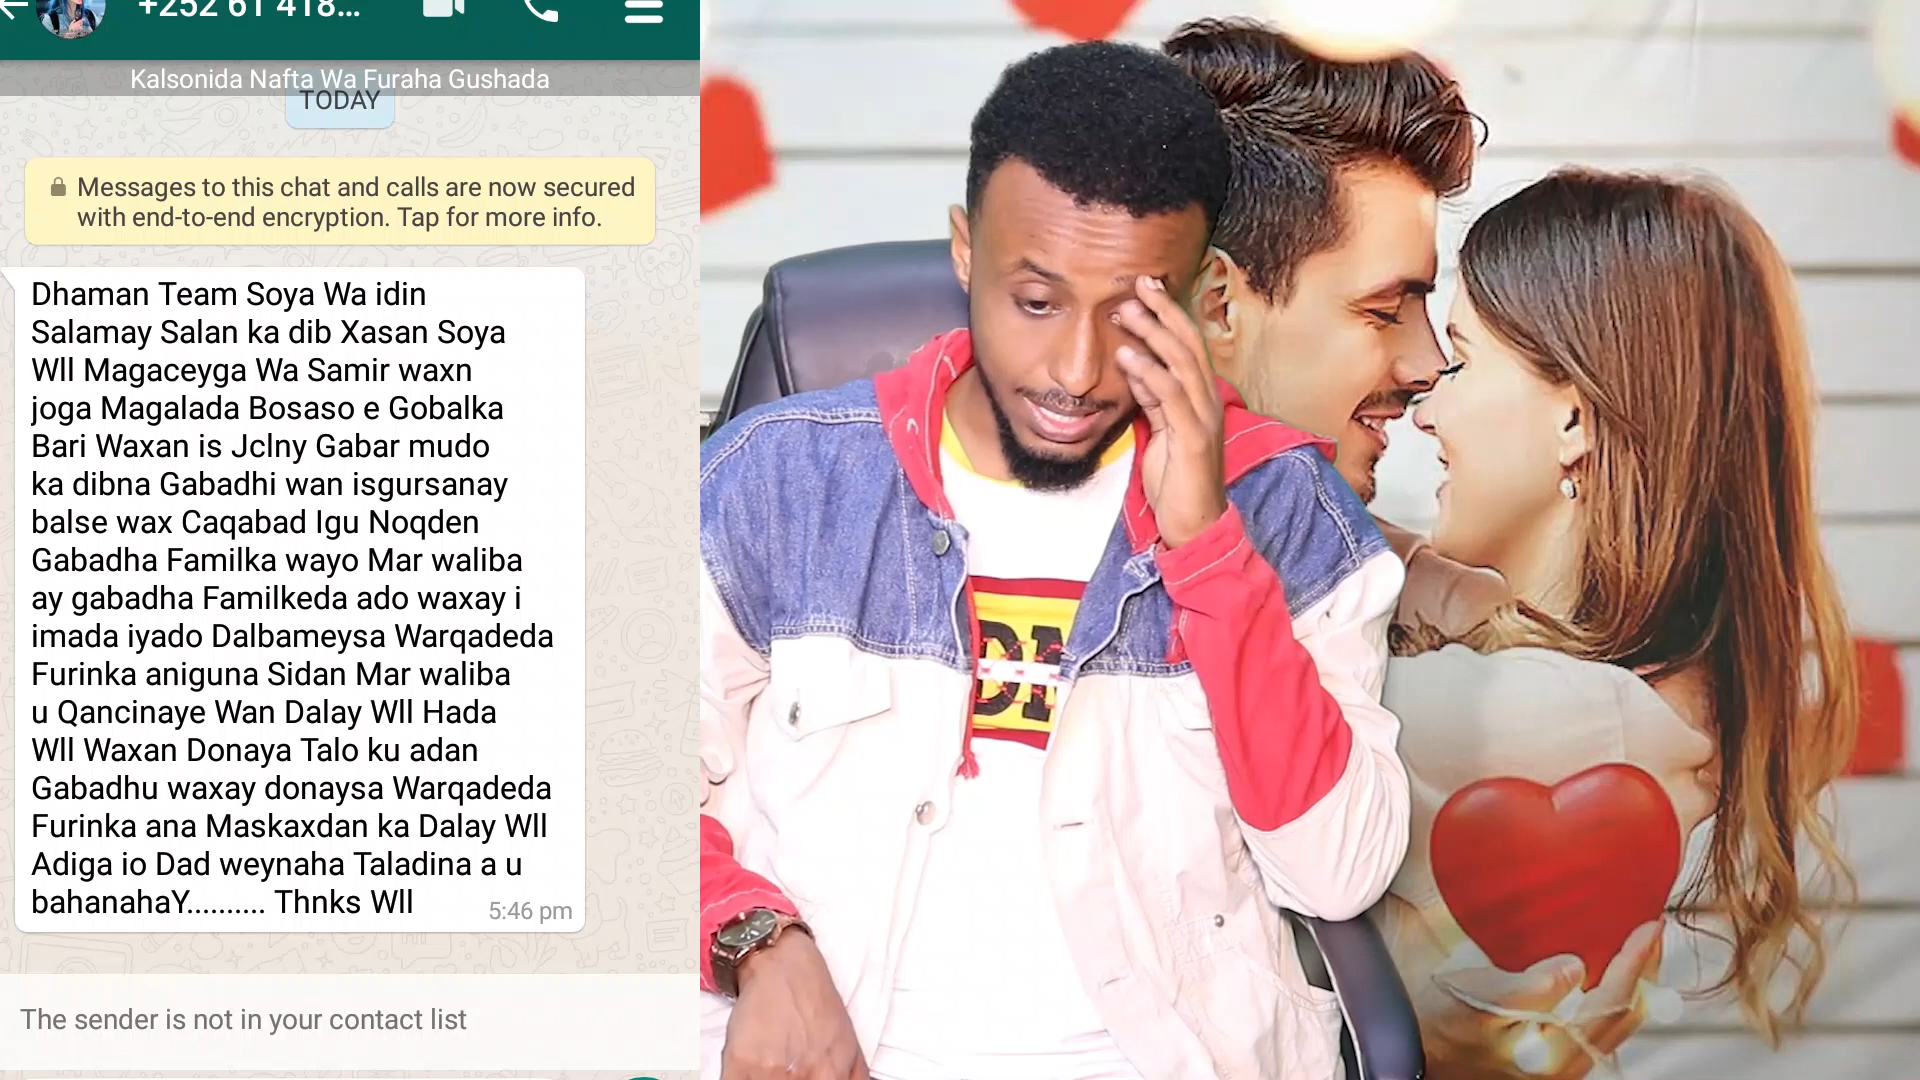 +252 61 418...
Kalsonida Nafta Wa Furaha Gushada
TODAY
Messages to this chat and calls are now secured
with end-to-end encryption. Tap for more info.
Dhaman Team Soya Wa idin
Salamay Salan ka dib Xasan Soya
Wll Magaceyga Wa Samir waxn
joga Magalada Bosaso e Gobalka
Bari Waxan is Jclny Gabar mudo
ka dibna Gabadhi wan isgursanay
balse wax Caqabad Igu Noqden
Gabadha Familka wayo Mar waliba
ay gabadha Familkeda ado waxay i
imada iyado Dalbameysa Warqadeda
Furinka aniguna Sidan Mar waliba
u Qancinaye Wan Dalay Wll Hada
Wll Waxan Donaya Talo ku adan
Gabadhu waxay donaysa Warqadeda
Furinka ana Maskaxdan ka Dalay Wll
Adiga io Dad weynaha Taladina a u
bahanahaY.......... Thnks Wll
5:46 pm
The sender is not in your contact list